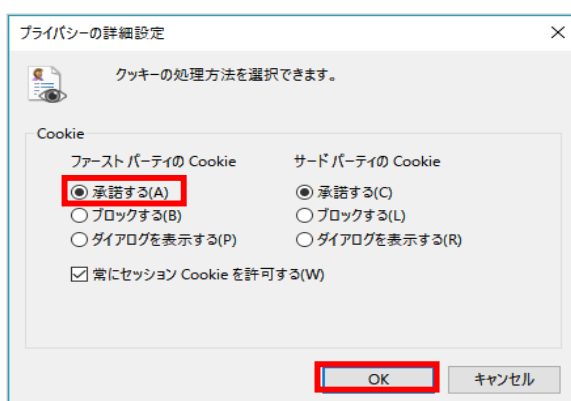 プライバシーの詳細設定
クッキーの処理方法を選択できます。
Cookie
ファースト パーティの Cookie
サード パーティの Cookie
承諾する(A)
承諾する(C)
ブロックする(B)
ブロックする(L)
ダイアログを表示する(P)
ダイアログを表示する(R)
常にセッション Cookie を許可する(W)
OK
キャンセル